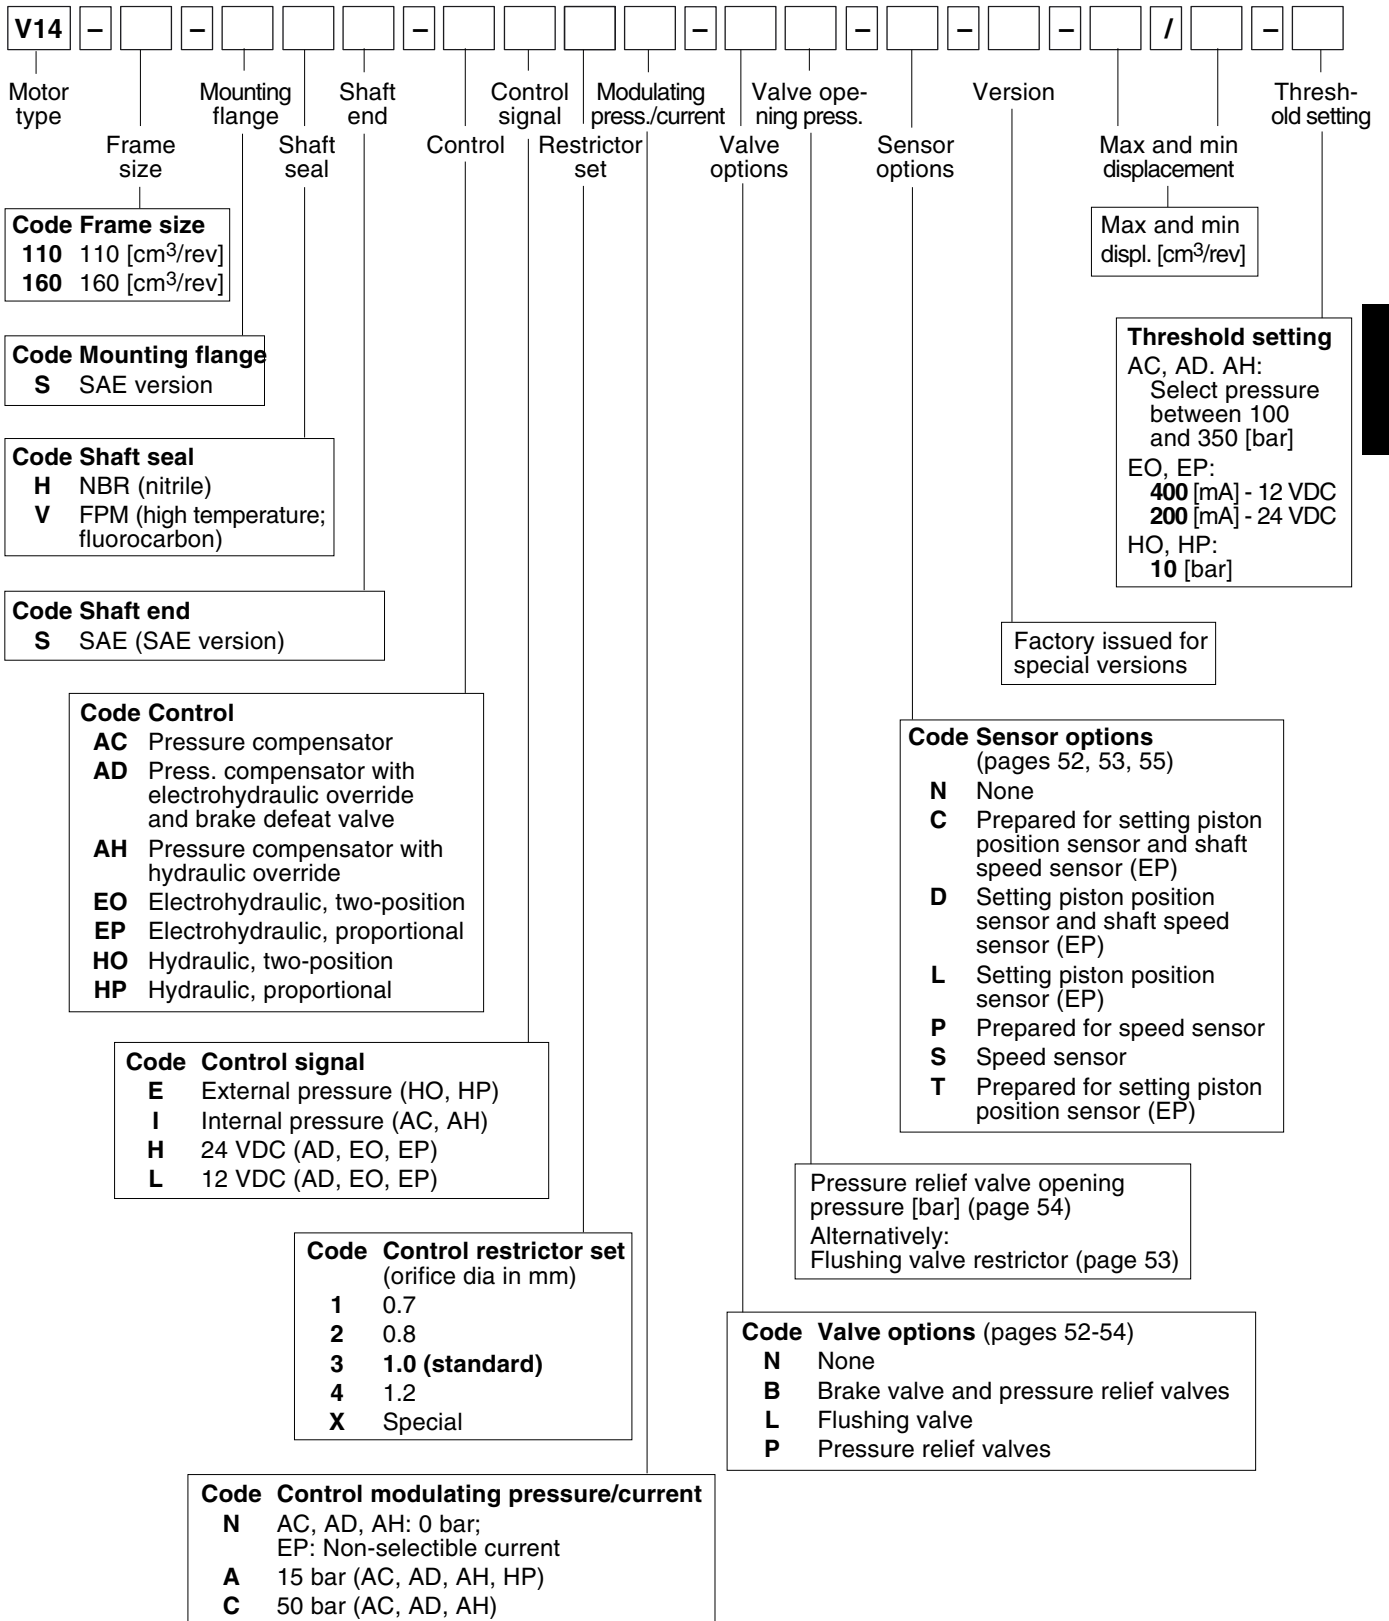 V14 – – – – – – – / –
Motor
type
Mounting
flange
Shaft
end
Control
signal
Modulating
press./current
Valve ope-
ning press.
Version
Thresh-
old setting
Frame
size
Shaft
seal
Control
Restrictor
set
Valve
options
Sensor
options
Max and min
displacement
Code Frame size
110 110 [cm³/rev]
160 160 [cm³/rev]
Max and min
displ. [cm³/rev]
Code Mounting flange
S SAE version
Threshold setting
AC, AD. AH:
Select pressure
between 100
and 350 [bar]
EO, EP:
400 [mA] - 12 VDC
200 [mA] - 24 VDC
HO, HP:
10 [bar]
Code Shaft seal
H NBR (nitrile)
V FPM (high temperature;
fluorocarbon)
Code Shaft end
S SAE (SAE version)
Factory issued for
special versions
Code Control
AC Pressure compensator
AD Press. compensator with
electrohydraulic override
and brake defeat valve
AH Pressure compensator with
hydraulic override
EO Electrohydraulic, two-position
EP Electrohydraulic, proportional
HO Hydraulic, two-position
HP Hydraulic, proportional
Code Sensor options
(pages 52, 53, 55)
N None
C Prepared for setting piston
position sensor and shaft
speed sensor (EP)
D Setting piston position
sensor and shaft speed
sensor (EP)
L Setting piston position
sensor (EP)
P Prepared for speed sensor
S Speed sensor
T Prepared for setting piston
position sensor (EP)
Code Control signal
E External pressure (HO, HP)
I Internal pressure (AC, AH)
H 24 VDC (AD, EO, EP)
L 12 VDC (AD, EO, EP)
Pressure relief valve opening
pressure [bar] (page 54)
Alternatively:
Flushing valve restrictor (page 53)
Code Control restrictor set
(orifice dia in mm)
1 0.7
2 0.8
3 1.0 (standard)
4 1.2
X Special
Code Valve options (pages 52-54)
N None
B Brake valve and pressure relief valves
L Flushing valve
P Pressure relief valves
Code Control modulating pressure/current
N AC, AD, AH: 0 bar;
EP: Non-selectible current
A 15 bar (AC, AD, AH, HP)
C 50 bar (AC, AD, AH)